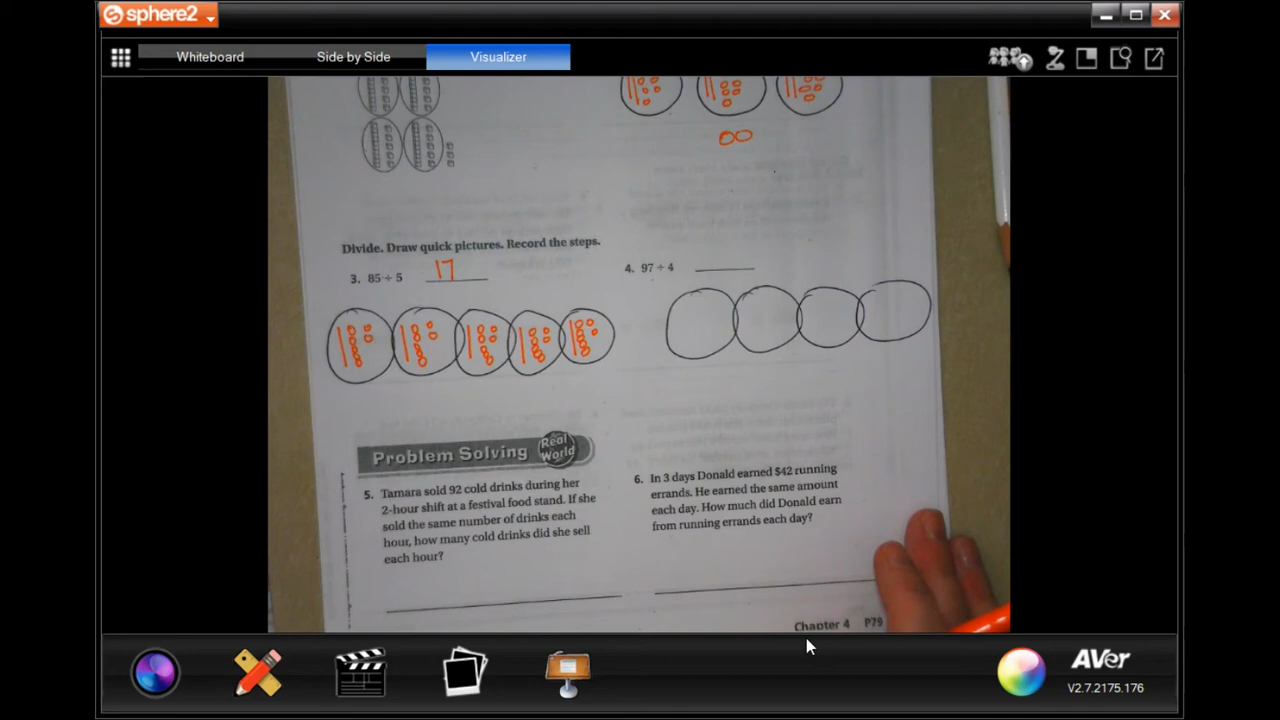 sphere2
Whiteboard
Side by Side
Visualizer
Divide. Draw quick pictures. Record the steps.
3. 85 ÷ 5 17
4. 97 ÷ 4
Problem Solving Real World
5. Tamara sold 92 cold drinks during her
2-hour shift at a festival food stand. If she
sold the same number of drinks each
hour, how many cold drinks did she sell
each hour?
6. In 3 days Donald earned $42 running
errands. He earned the same amount
each day. How much did Donald earn
from running errands each day?
Chapter 4 P79
AVer
V2.7.2175.176